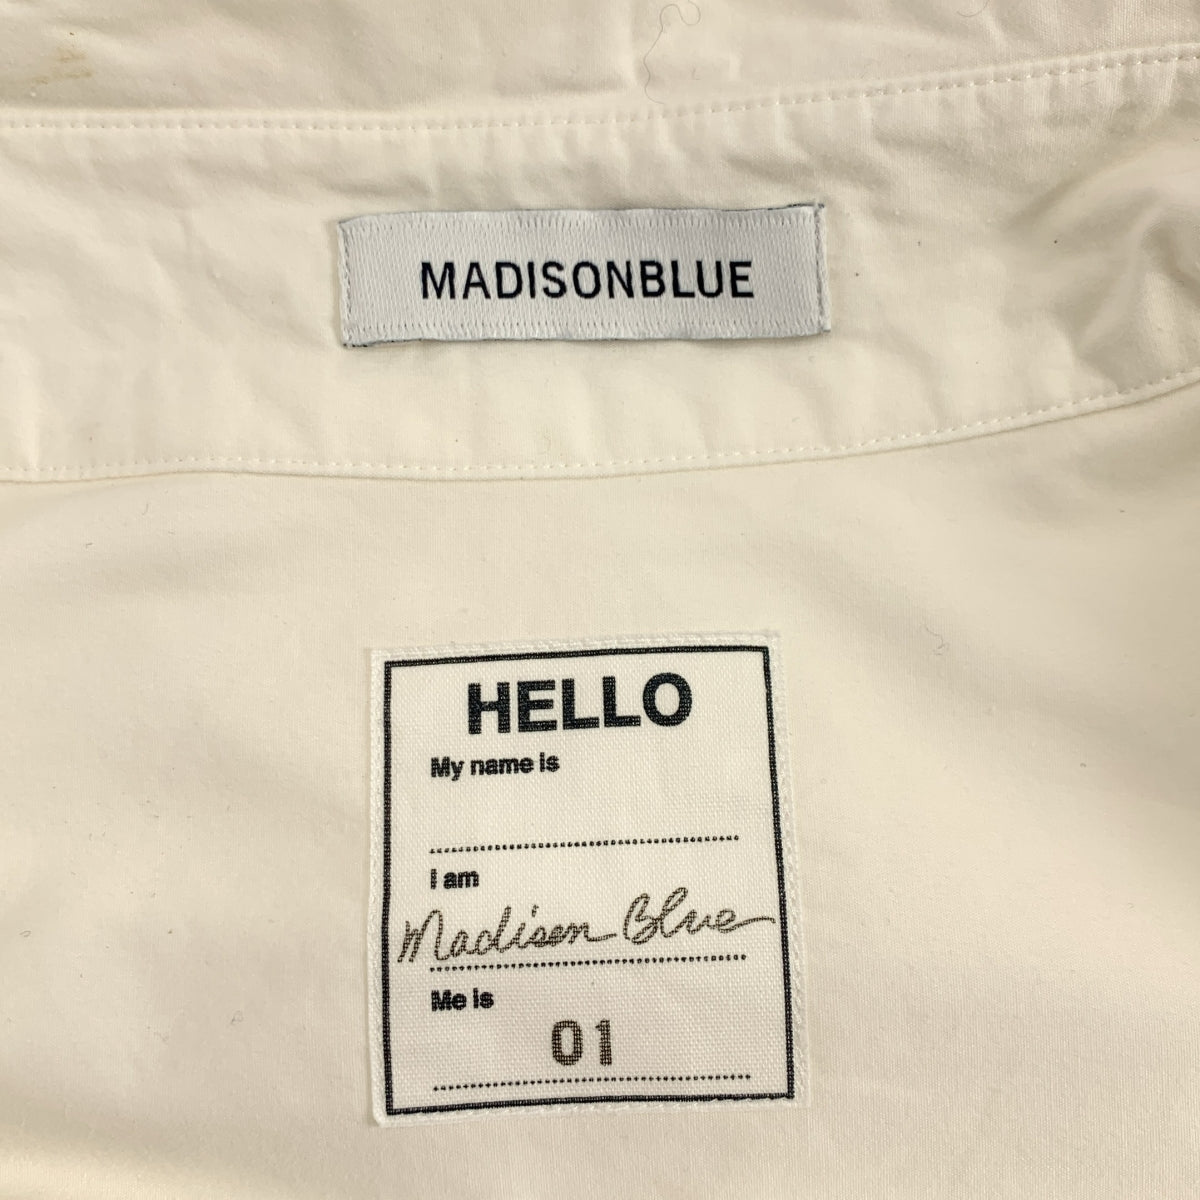 MADISONBLUE
HELLO
My name is
I am
Madison Blue
Me is
01